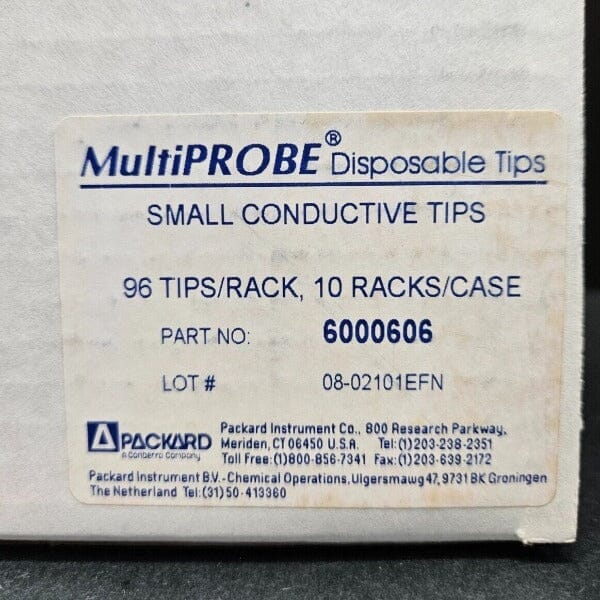 MultiPROBE® Disposable Tips
SMALL CONDUCTIVE TIPS
96 TIPS/RACK, 10 RACKS/CASE
PART NO: 6000606
LOT # 08-02101EFN
PACKARD
A Canberra Company
Packard Instrument Co., 800 Research Parkway,
Meriden, CT 06450 U.S.A. Tel:(1)203-238-2351
Toll Free:(1)800-856-7341 Fax:(1)203-639-2172
Packard Instrument B.V.-Chemical Operations, Ulgersmawg 47, 9731 BK Groningen
The Netherland Tel:(31)50-413360